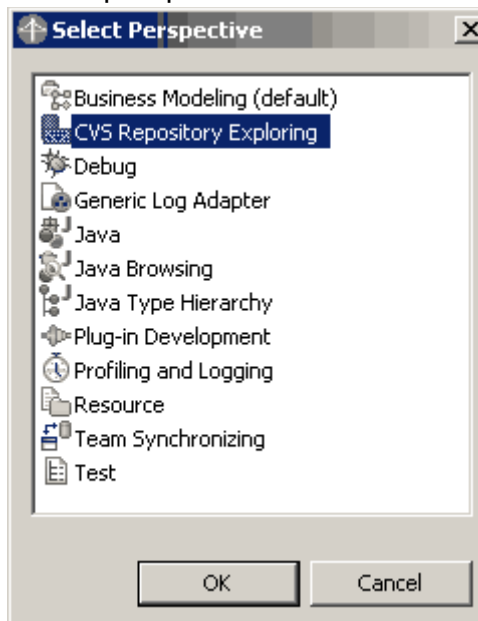 Select Perspective
Business Modeling (default)
CVS Repository Exploring
Debug
Generic Log Adapter
Java
Java Browsing
Java Type Hierarchy
Plug-in Development
Profiling and Logging
Resource
Team Synchronizing
Test
OK
Cancel